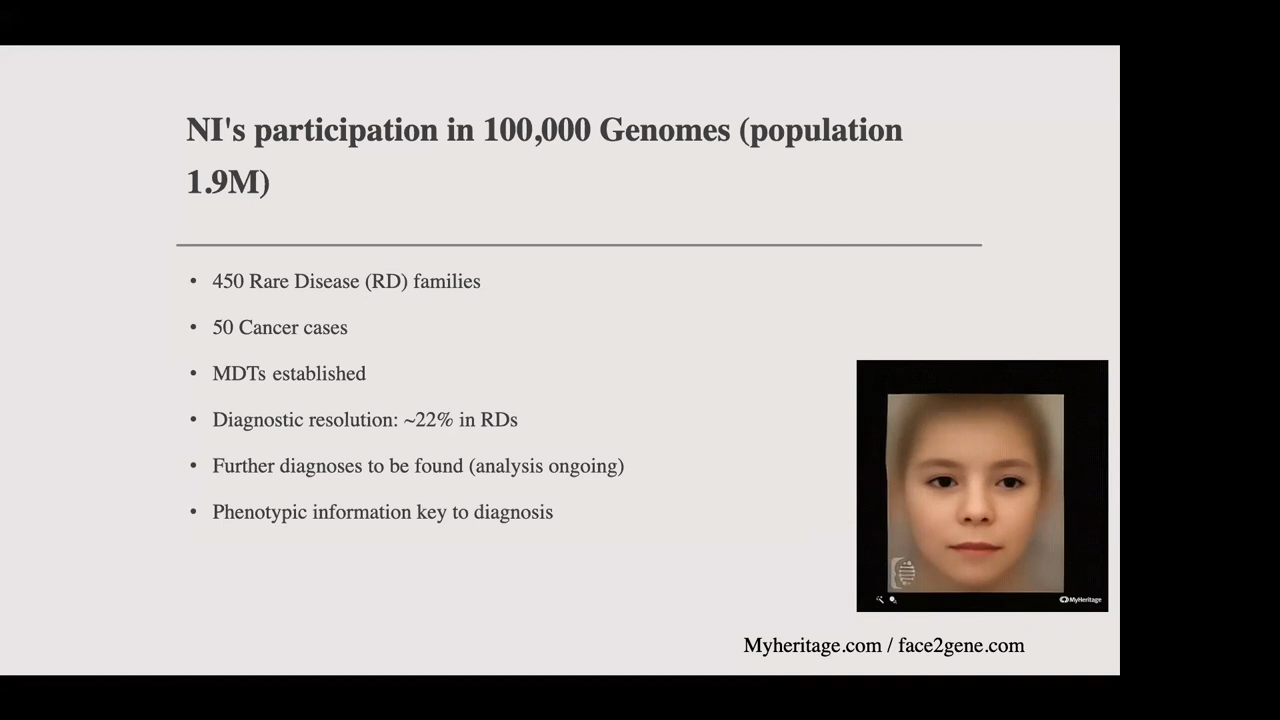 NI's participation in 100,000 Genomes (population
1.9M)
• 450 Rare Disease (RD) families
• 50 Cancer cases
• MDTs established
• Diagnostic resolution: ~22% in RDs
• Further diagnoses to be found (analysis ongoing)
• Phenotypic information key to diagnosis
MyHeritage
Myheritage.com / face2gene.com